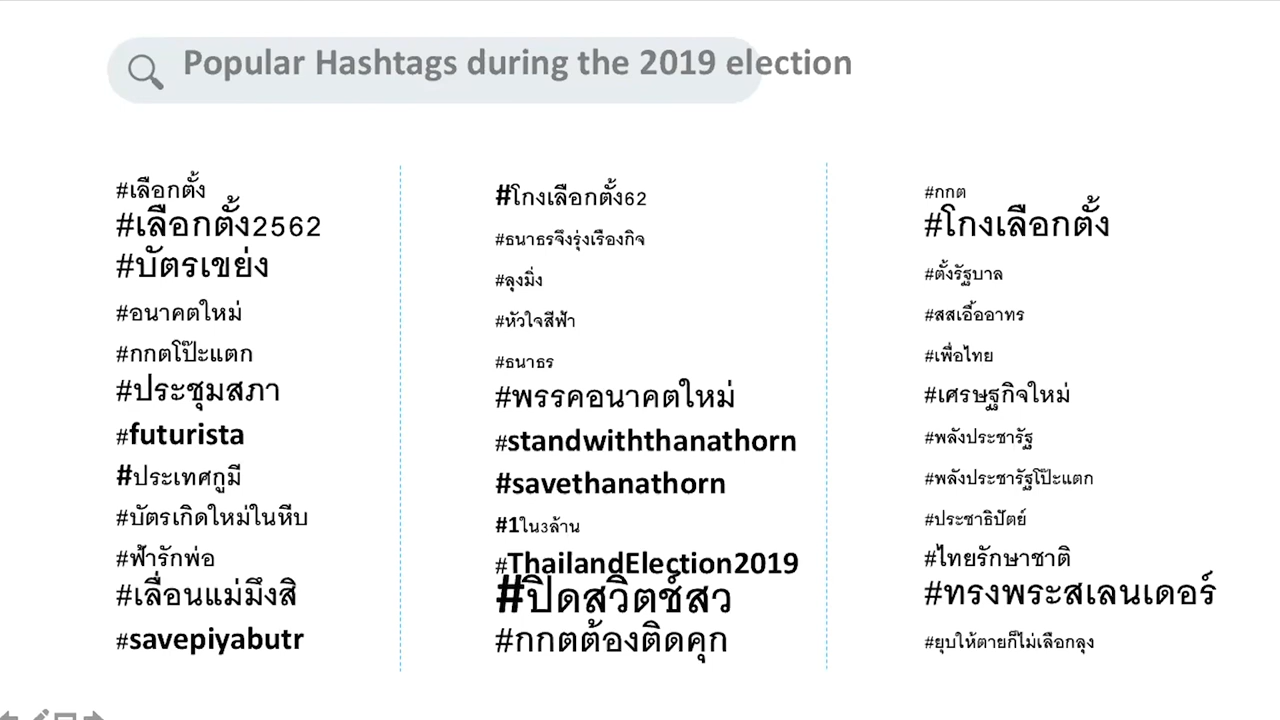 Popular Hashtags during the 2019 election
#เลือกตั้ง
#เลือกตั้ง2562
#บัตรเขย่ง
#อนาคตใหม่
#กกตโป๊ะแตก
#ประชุมสภา
#futurista
#ประเทศกูมี
#บัตรเกิดใหม่ในหีบ
#ฟ้ารักพ่อ
#เลื่อนแม่มึงสิ
#savepiyabutr
#โกงเลือกตั้ง62
#ธนาธรจึงรุ่งเรืองกิจ
#ลุงมิ่ง
#หัวใจสีฟ้า
#ธนาธร
#พรรคอนาคตใหม่
#standwiththanathorn
#savethanathorn
#1ใน3ล้าน
#ThailandElection2019
#ปิดสวิตช์สว
#กกตต้องติดคุก
#กกต
#โกงเลือกตั้ง
#ตั้งรัฐบาล
#สสเอื้ออาทร
#เพื่อไทย
#เศรษฐกิจใหม่
#พลังประชารัฐ
#พลังประชารัฐโป๊ะแตก
#ประชาธิปัตย์
#ไทยรักษาชาติ
#ทรงพระสเลนเดอร์
#ยุบให้ตายก็ไม่เลือกลุง